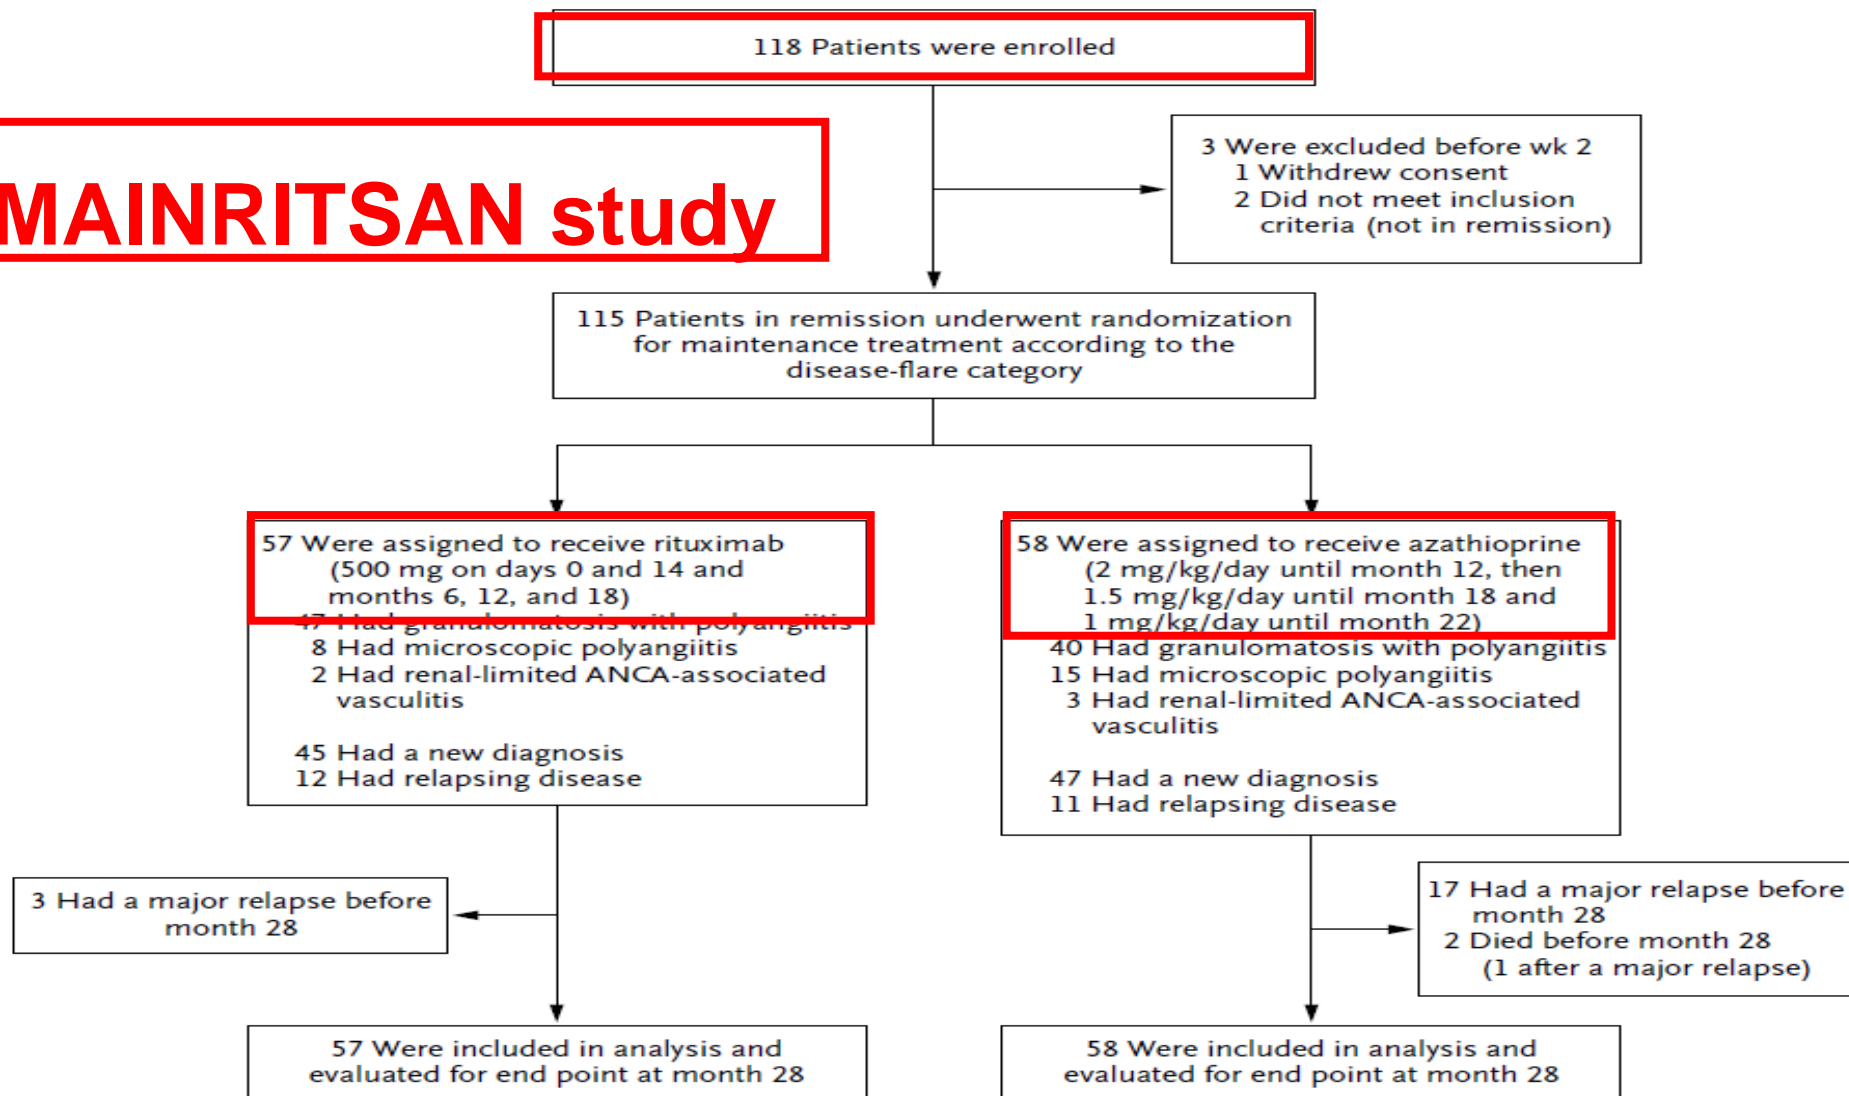 118 Patients were enrolled
MAINRITSAN study
3 Were excluded before wk 2
1 Withdrew consent
2 Did not meet inclusion
criteria (not in remission)
115 Patients in remission underwent randomization
for maintenance treatment according to the
disease-flare category
57 Were assigned to receive rituximab
(500 mg on days 0 and 14 and
months 6, 12, and 18)
47 Had granulomatosis with polyangiitis
8 Had microscopic polyangiitis
2 Had renal-limited ANCA-associated
vasculitis
45 Had a new diagnosis
12 Had relapsing disease
58 Were assigned to receive azathioprine
(2 mg/kg/day until month 12, then
1.5 mg/kg/day until month 18 and
1 mg/kg/day until month 22)
40 Had granulomatosis with polyangiitis
15 Had microscopic polyangiitis
3 Had renal-limited ANCA-associated
vasculitis
47 Had a new diagnosis
11 Had relapsing disease
3 Had a major relapse before
month 28
17 Had a major relapse before
month 28
2 Died before month 28
(1 after a major relapse)
57 Were included in analysis and
evaluated for end point at month 28
58 Were included in analysis and
evaluated for end point at month 28